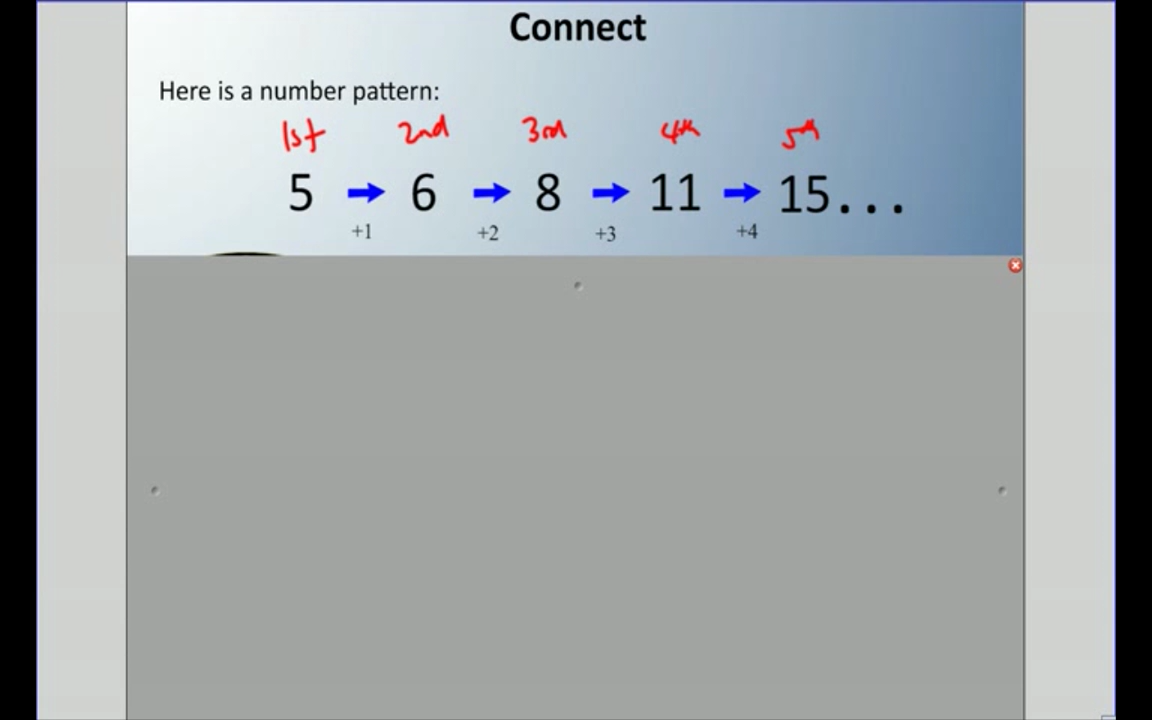 Connect
Here is a number pattern:
1st 2nd 3rd 4th 5th
5 → 6 → 8 → 11 → 15...
+1 +2 +3 +4